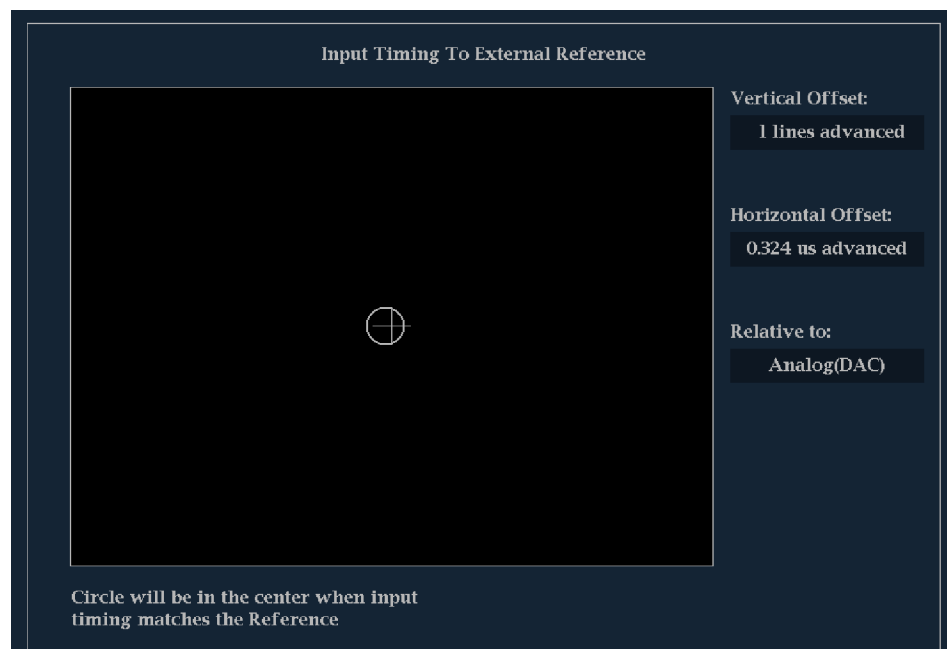 Input Timing To External Reference
Vertical Offset:
1 lines advanced
Horizontal Offset:
0.324 us advanced
Relative to:
Analog(DAC)
Circle will be in the center when input
timing matches the Reference